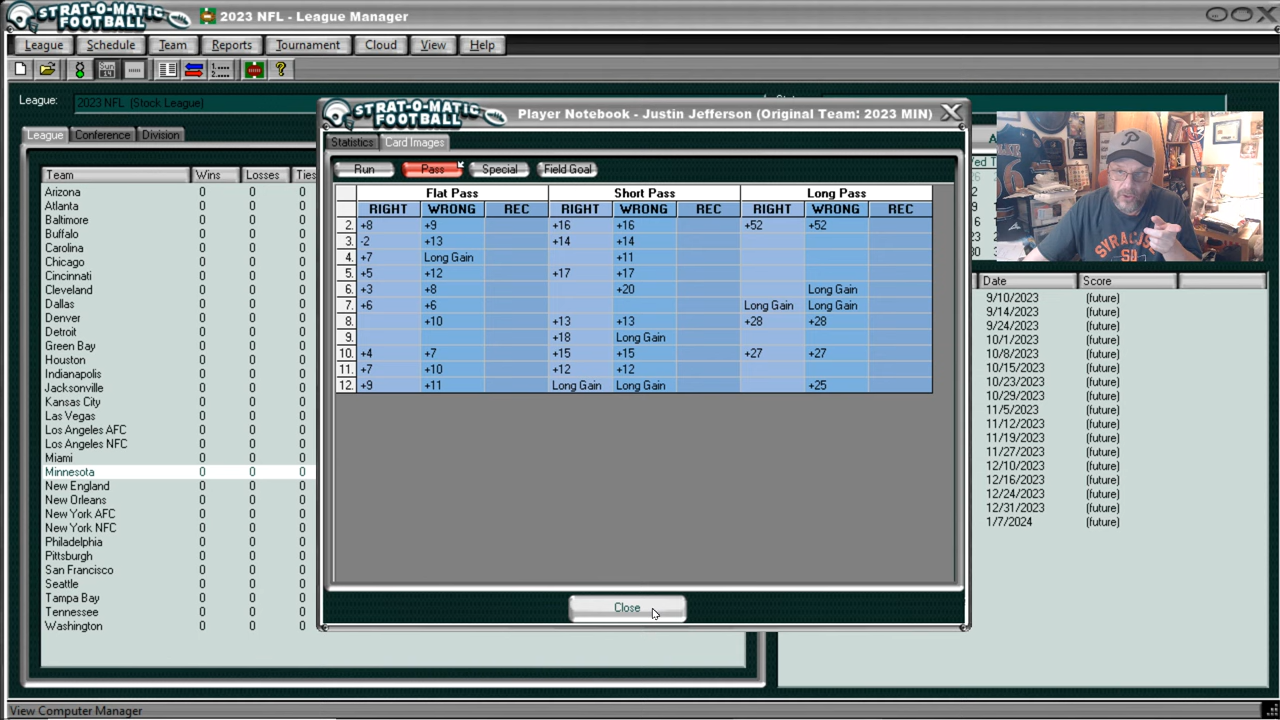 STRAT-O-MATIC FOOTBALL 2023 NFL - League Manager
League Schedule Team Reports Tournament Cloud View Help
League: 2023 NFL (Stock League)
League Conference Division
Team Wins Losses Ties
Arizona 0 0 0
Atlanta 0 0 0
Baltimore 0 0 0
Buffalo 0 0 0
Carolina 0 0 0
Chicago 0 0 0
Cincinnati 0 0 0
Cleveland 0 0 0
Dallas 0 0 0
Denver 0 0 0
Detroit 0 0 0
Green Bay 0 0 0
Houston 0 0 0
Indianapolis 0 0 0
Jacksonville 0 0 0
Kansas City 0 0 0
Las Vegas 0 0 0
Los Angeles AFC 0 0 0
Los Angeles NFC 0 0 0
Miami 0 0 0
Minnesota 0 0 0
New England 0 0 0
New Orleans 0 0 0
New York AFC 0 0 0
New York NFC 0 0 0
Philadelphia 0 0 0
Pittsburgh 0 0 0
San Francisco 0 0 0
Seattle 0 0 0
Tampa Bay 0 0 0
Tennessee 0 0 0
Washington 0 0 0
STRAT-O-MATIC FOOTBALL Player Notebook - Justin Jefferson (Original Team: 2023 MIN)
Statistics Card Images
Run Pass Special Field Goal
Flat Pass Short Pass Long Pass
RIGHT WRONG REC RIGHT WRONG REC RIGHT WRONG REC
2. +8 +9 +16 +16 +52 +52
3. -2 +13 +14 +14
4. +7 Long Gain +11
5. +5 +12 +17 +17
6. +3 +8 +20 Long Gain
7. +6 +6 Long Gain Long Gain
8. +10 +13 +13 +28 +28
9. +18 Long Gain
10. +4 +7 +15 +15 +27 +27
11. +7 +10 +12 +12
12. +9 +11 Long Gain Long Gain +25
Close
SYRACUSE
Date Score
9/10/2023 (future)
9/14/2023 (future)
9/24/2023 (future)
10/1/2023 (future)
10/8/2023 (future)
10/15/2023 (future)
10/23/2023 (future)
10/29/2023 (future)
11/5/2023 (future)
11/12/2023 (future)
11/19/2023 (future)
11/27/2023 (future)
12/10/2023 (future)
12/16/2023 (future)
12/24/2023 (future)
12/31/2023 (future)
1/7/2024 (future)
View Computer Manager